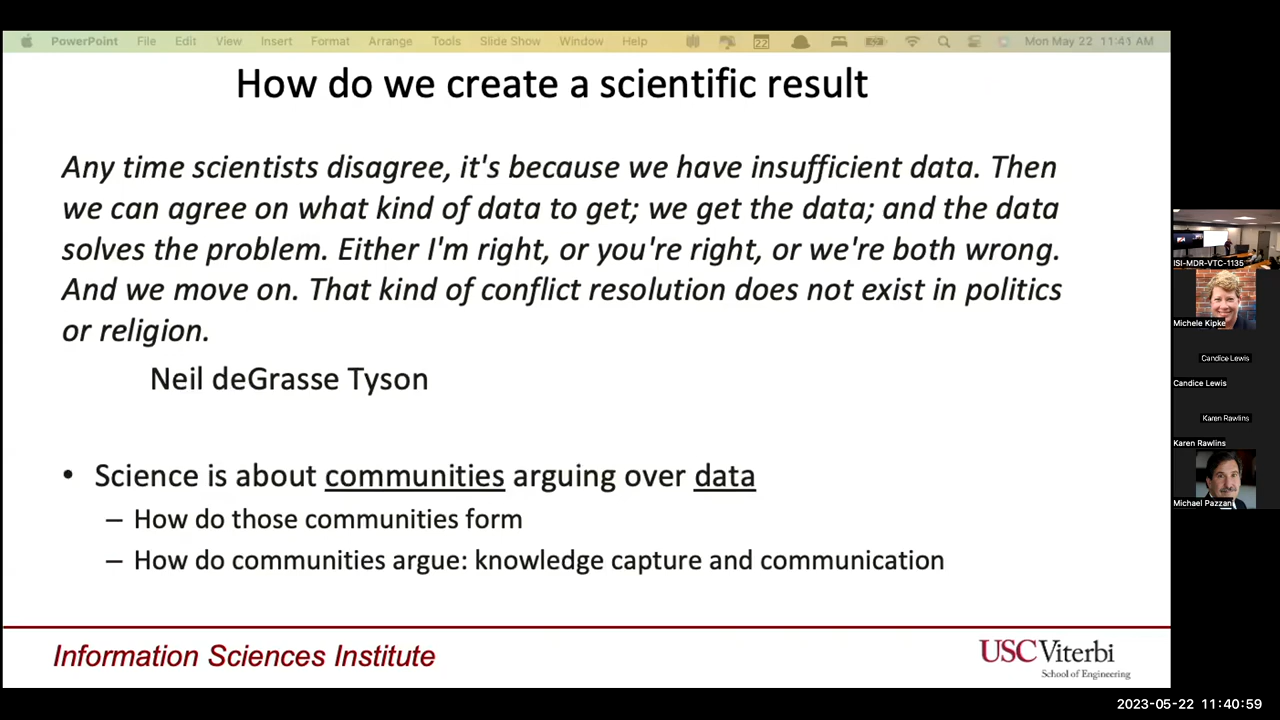 PowerPoint File Edit View Insert Format Arrange Tools Slide Show Window Help 22 Mon May 22 11:41 AM
How do we create a scientific result
Any time scientists disagree, it's because we have insufficient data. Then
we can agree on what kind of data to get; we get the data; and the data
solves the problem. Either I'm right, or you're right, or we're both wrong.
And we move on. That kind of conflict resolution does not exist in politics
or religion.
Neil deGrasse Tyson
• Science is about communities arguing over data
– How do those communities form
– How do communities argue: knowledge capture and communication
Information Sciences Institute
USC Viterbi
School of Engineering
ISI-MDR-VTC-1135
Michele Kipke
Candice Lewis
Candice Lewis
Karen Rawlins
Karen Rawlins
Michael Pazzani
2023-05-22 11:40:59